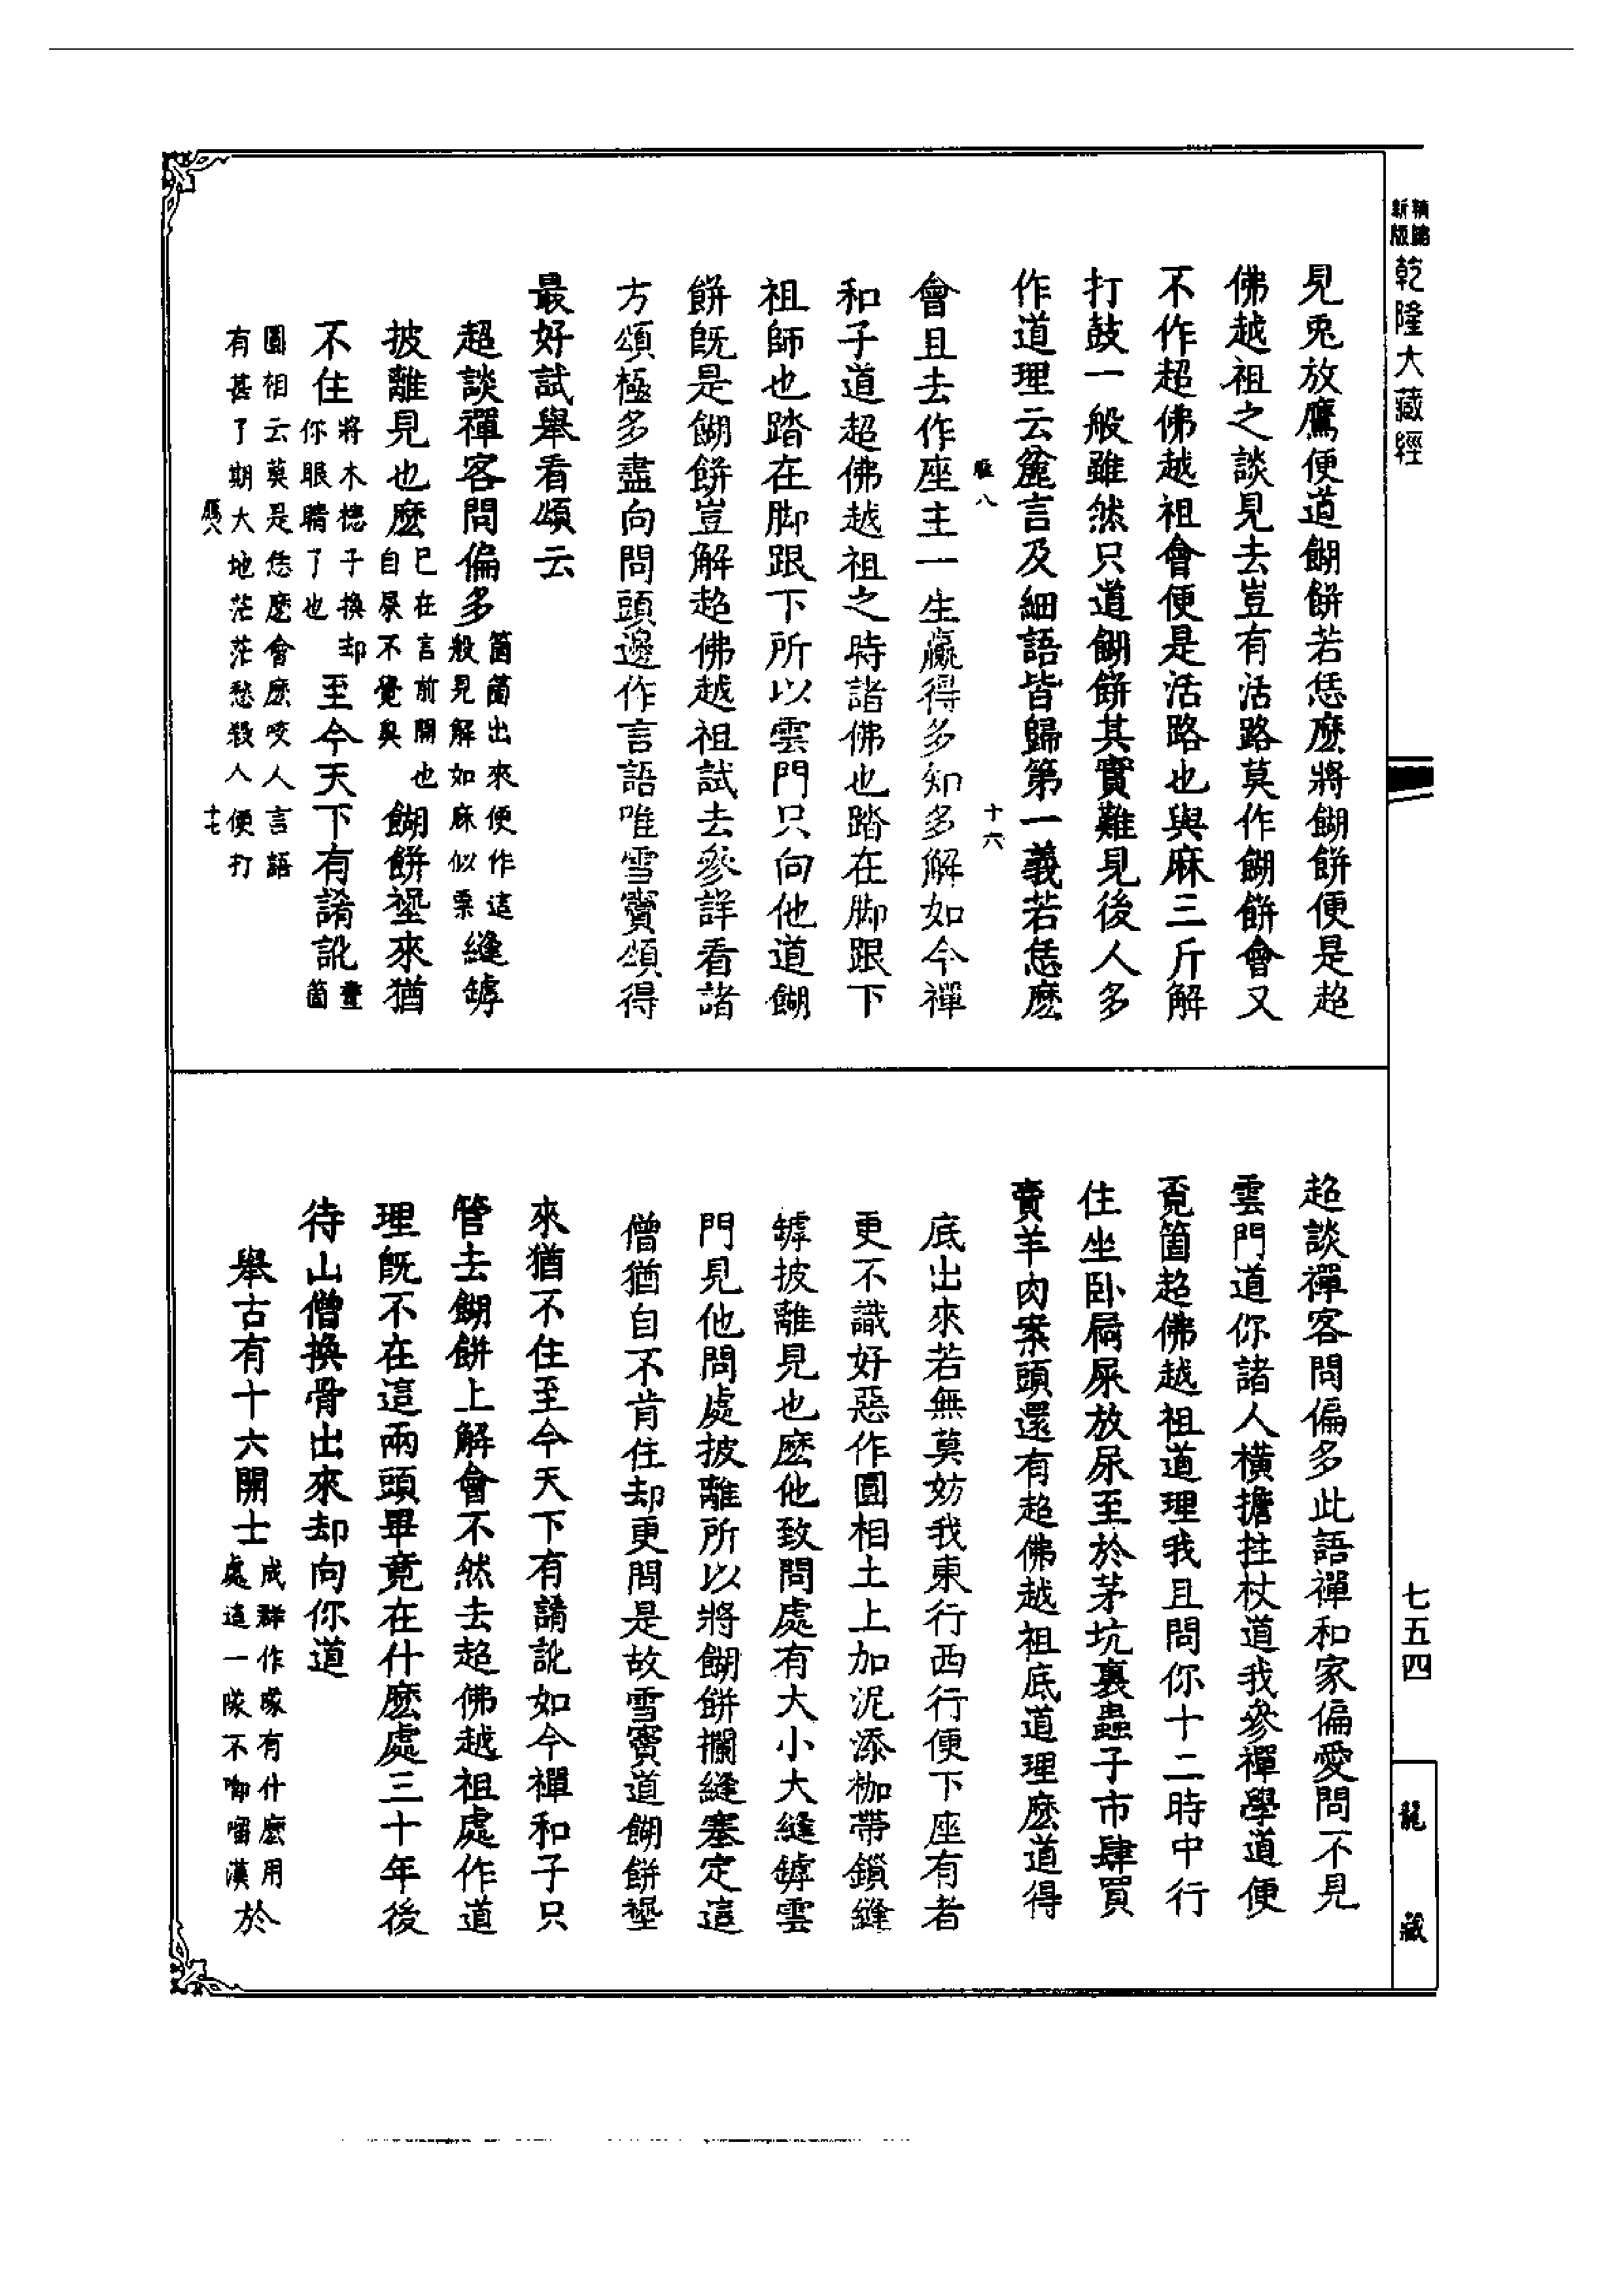 新版
精編
乾隆大藏經
見兎放鷹便道餬餅若恁麽將餬餅便是超
佛越祖之談見去豈有活路莫作餬餅會又
不作超佛越祖會便是活路也與麻三斤解
打鼓一般雖然只道餬餅其實難見後人多
作道理云麄言及細語皆歸第一義若恁麽
八
十六
會且去作座主一生贏得多知多解如今禪
和子道超佛越祖之時諸佛也踏在脚跟下
祖師也踏在脚跟下所以雲門只向他道餬
餅旣是餬餅豈解超佛越祖試去參詳看諸
方頌極多盡向問頭邊作言語唯雪竇頌得
最好試舉看頌云
超談禪客問偏多箇箇出來便作這般見解如麻似粟縫罅
披離見也麽已在言前開也自屎不覺臭餬餅𡎺來猶
不住將木槵子換却你眼睛了也至今天下有誵訛畫箇
圓相云莫是恁麽會麽咬人言語
有甚了期大地茫茫愁殺人便打
十七
七五四
龍藏
超談禪客問偏多此語禪和家偏愛問不見
雲門道你諸人橫擔拄杖道我參禪學道便
覓箇超佛越祖道理我且問你十二時中行
住坐卧屙屎放尿至於茅坑裏蟲子市肆買
賣羊肉案頭還有超佛越祖底道理麽道得
底出來若無莫妨我東行西行便下座有者
更不識好惡作圓相土上加泥添枷帶鎖縫
罅披離見也麽他致問處有大小大縫罅雲
門見他問處披離所以將餬餅攔縫塞定這
僧猶自不肯住却更問是故雪竇道餬餅𡎺
來猶不住至今天下有誵訛如今禪和子只
管去餬餅上解會不然去超佛越祖處作道
理旣不在這兩頭畢竟在什麽處三十年後
待山僧換骨出來却向你道
舉古有十六開士成群作隊有什麽用處這一隊不唧𠺕漢於